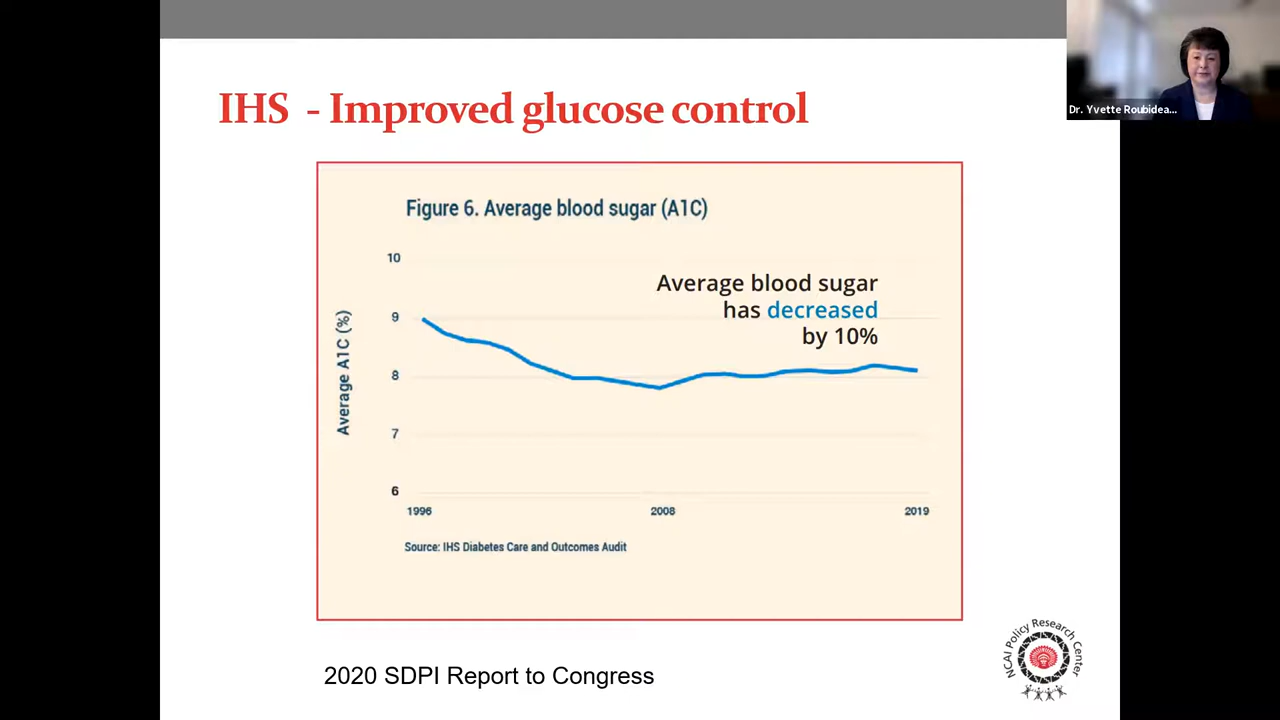 IHS - Improved glucose control
Dr. Yvette Roubidea...
Figure 6. Average blood sugar (A1C)
Average blood sugar
has decreased
by 10%
Average A1C (%)
10
9
8
7
6
1996
2008
2019
Source: IHS Diabetes Care and Outcomes Audit
2020 SDPI Report to Congress
NCAI Policy Research Center